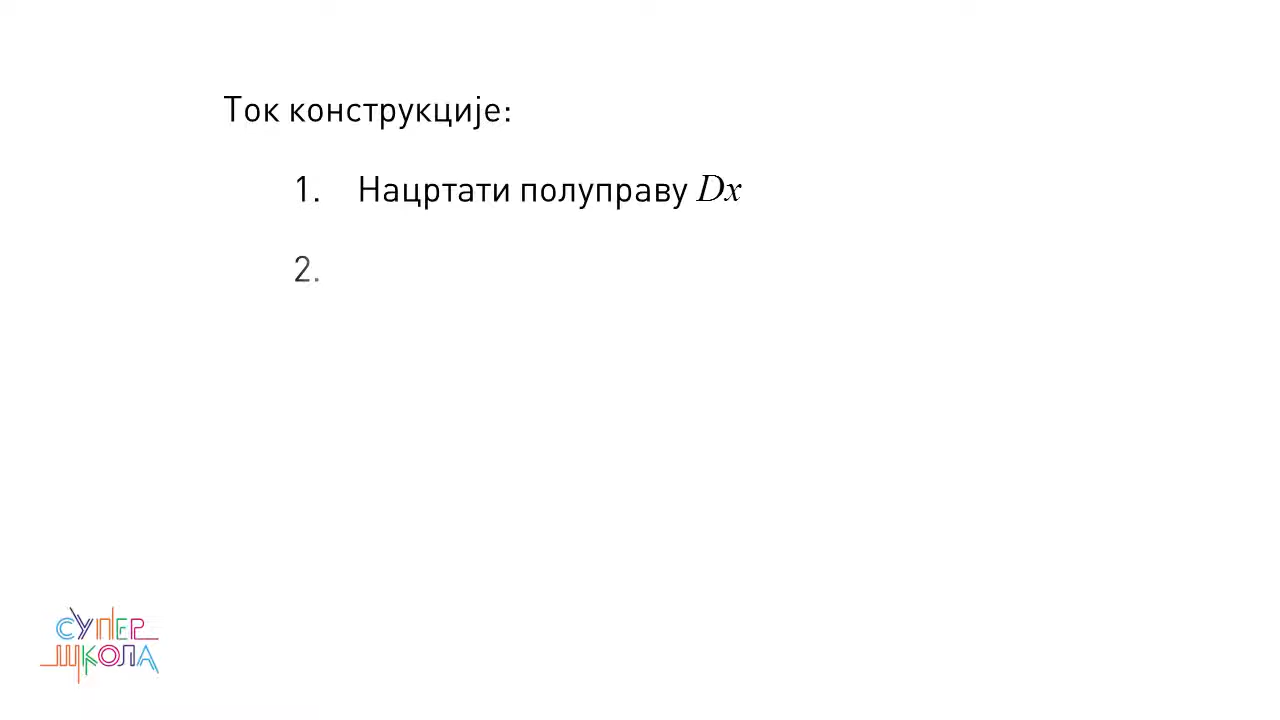 Ток конструкције:
1. Нацртати полуправу Dx
2.
СУПЕР
ШКОЛА